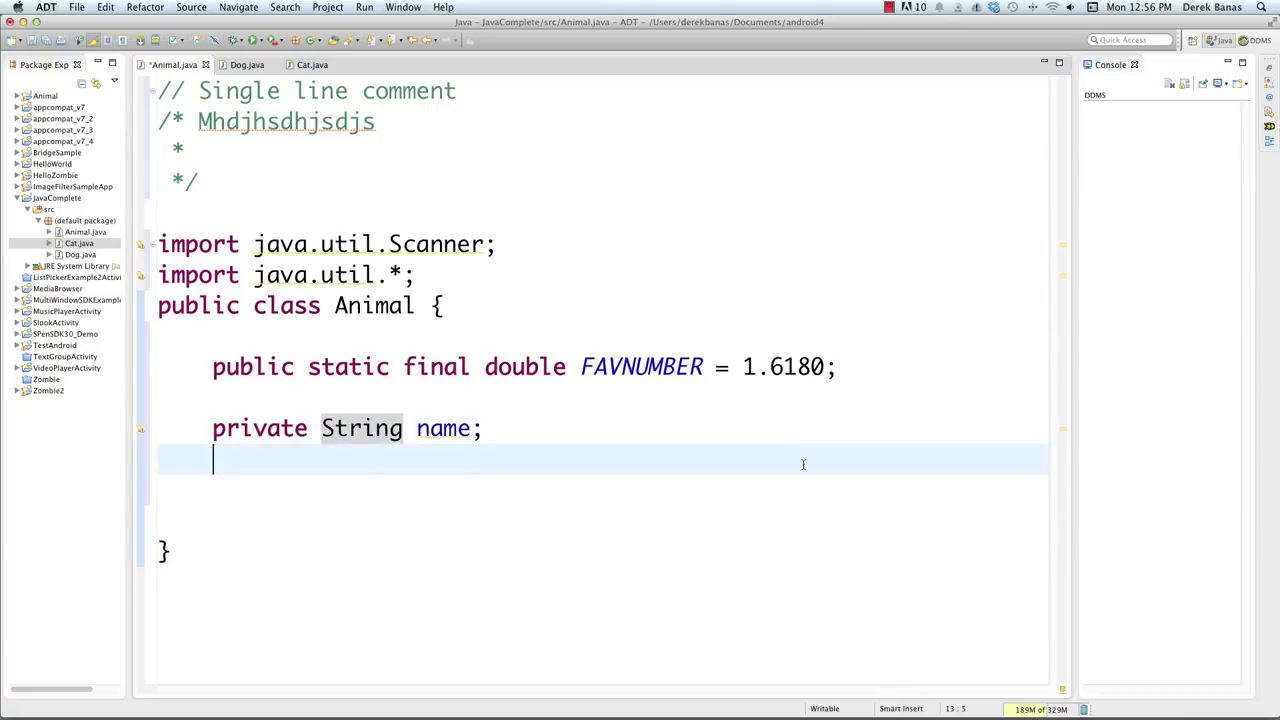 ADT File Edit Refactor Source Navigate Search Project Run Window Help 10 Mon 12:56 PM Derek Banas
Java - JavaComplete/src/Animal.java - ADT - /Users/derekbanas/Documents/android4
Quick Access Java DDMS
Package Exp
*Animal.java Dog.java Cat.java
Console
DDMS
Animal
appcompat_v7
appcompat_v7_2
appcompat_v7_3
appcompat_v7_4
BridgeSample
HelloWorld
HelloZombie
ImageFilterSampleApp
JavaComplete
src
(default package)
Animal.java
Cat.java
Dog.java
JRE System Library [Ja
ListPickerExample2Activi
MediaBrowser
MultiWindowSDKExample
MusicPlayerActivity
SlookActivity
SPenSDK30_Demo
TestAndroid
TextGroupActivity
VideoPlayerActivity
Zombie
Zombie2
// Single line comment
/* Mhdjhsdhjsdjs
*
*/
import java.util.Scanner;
import java.util.*;
public class Animal {
public static final double FAVNUMBER = 1.6180;
private String name;
}
Writable Smart Insert 13 : 5 189M of 329M